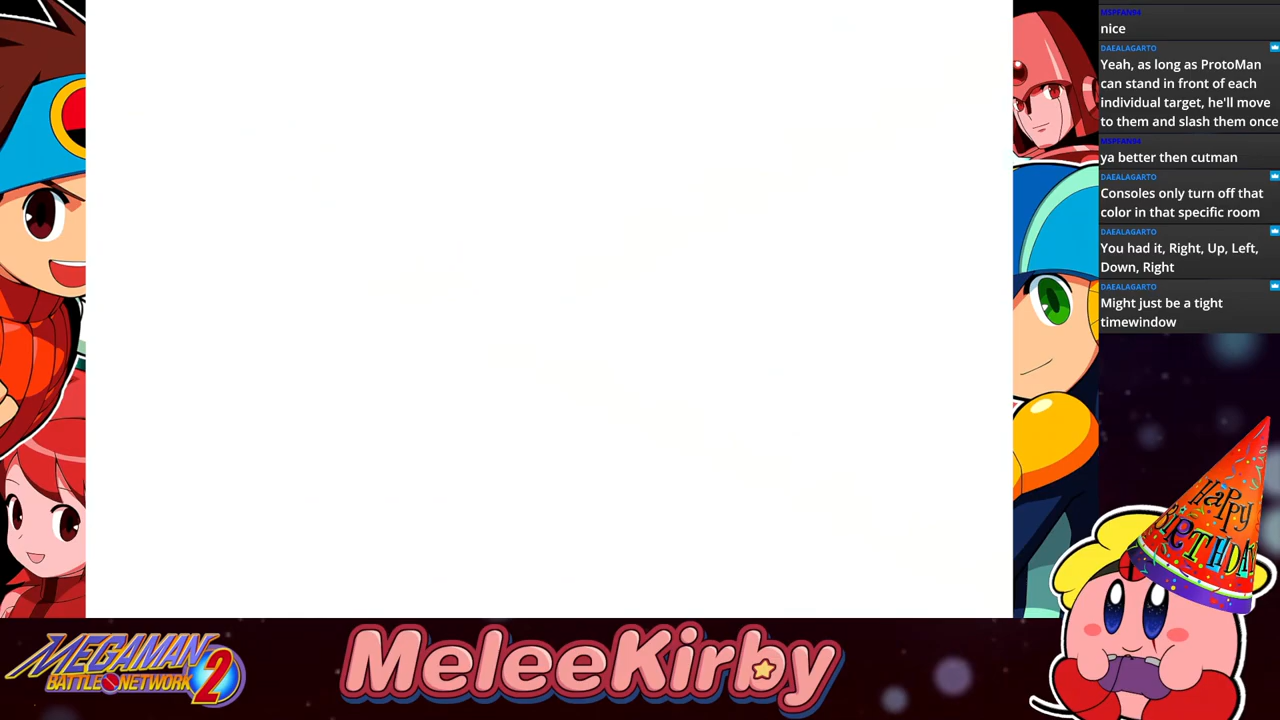 MSPFAN94
nice
DAEALAGARTO
Yeah, as long as ProtoMan
can stand in front of each
individual target, he'll move
to them and slash them once
MSPFAN94
ya better then cutman
DAEALAGARTO
Consoles only turn off that
color in that specific room
DAEALAGARTO
You had it, Right, Up, Left,
Down, Right
DAEALAGARTO
Might just be a tight
timewindow
HAPPY
BIRTHDAY
MEGAMAN
BATTLE NETWORK 2
MeleeKirby